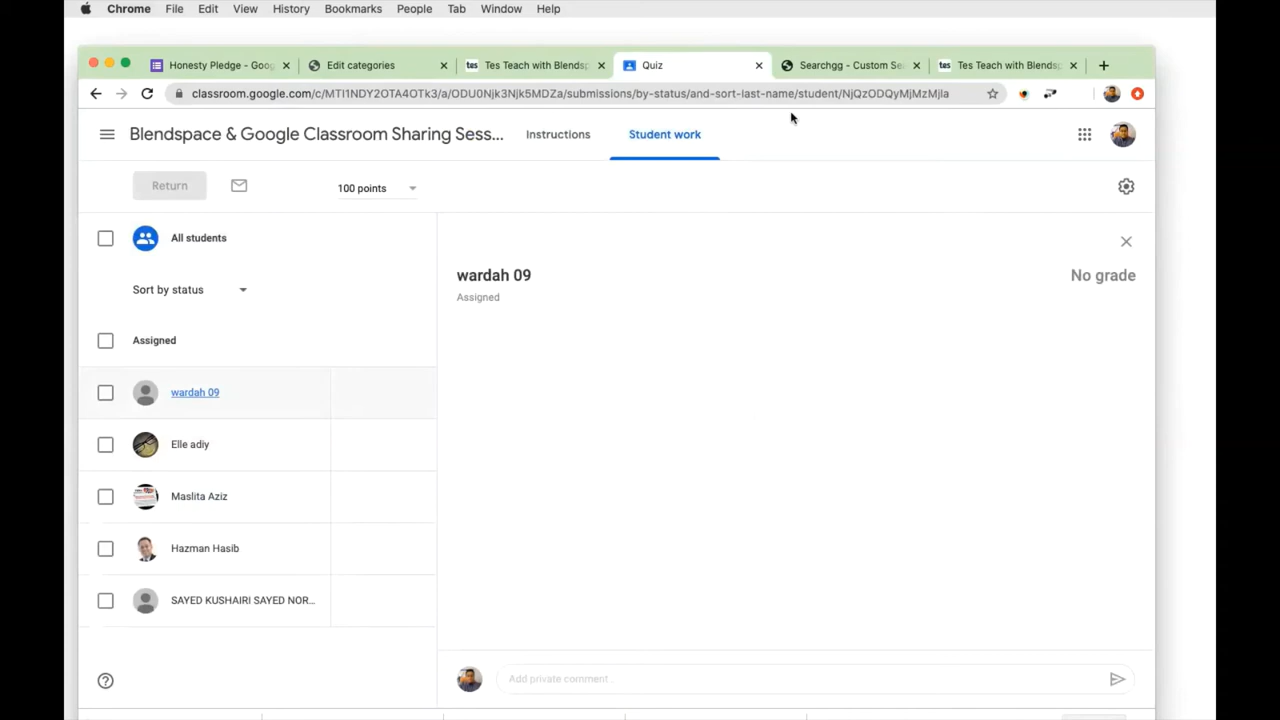 Chrome File Edit View History Bookmarks People Tab Window Help
Honesty Pledge - Goog
Edit categories
tes Tes Teach with Blendsp
Quiz
Searchgg - Custom Se
tes Tes Teach with Blendsp
classroom.google.com/c/MTI1NDY2OTA4OTk3/a/ODU0Njk3Njk5MDZa/submissions/by-status/and-sort-last-name/student/NjQzODQyMjMzMjla
Blendspace & Google Classroom Sharing Sess...
Instructions
Student work
Return
100 points
All students
Sort by status
Assigned
wardah 09
Elle adiy
Maslita Aziz
Hazman Hasib
SAYED KUSHAIRI SAYED NOR...
wardah 09
No grade
Assigned
Add private comment...